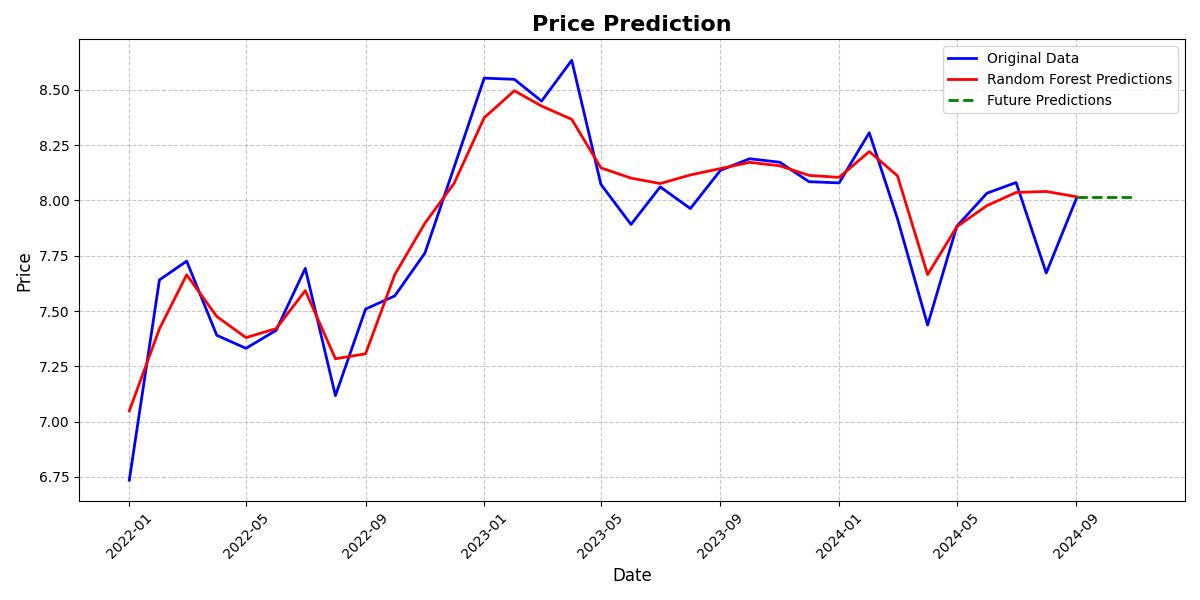 Price Prediction
Original Data
Random Forest Predictions
Future Predictions
Price
8.50
8.25
8.00
7.75
7.50
7.25
7.00
6.75
2022-01
2022-05
2022-09
2023-01
2023-05
2023-09
2024-01
2024-05
2024-09
Date